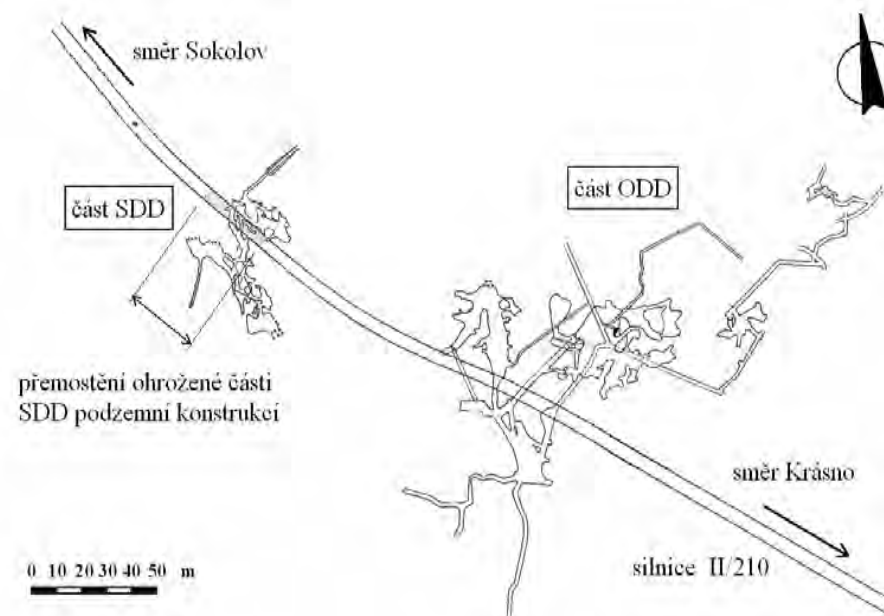 směr Sokolov
část SDD
část ODD
přemostění ohrožené části
SDD podzemní konstrukcí
směr Krásno
0 10 20 30 40 50 m
silnice II/210